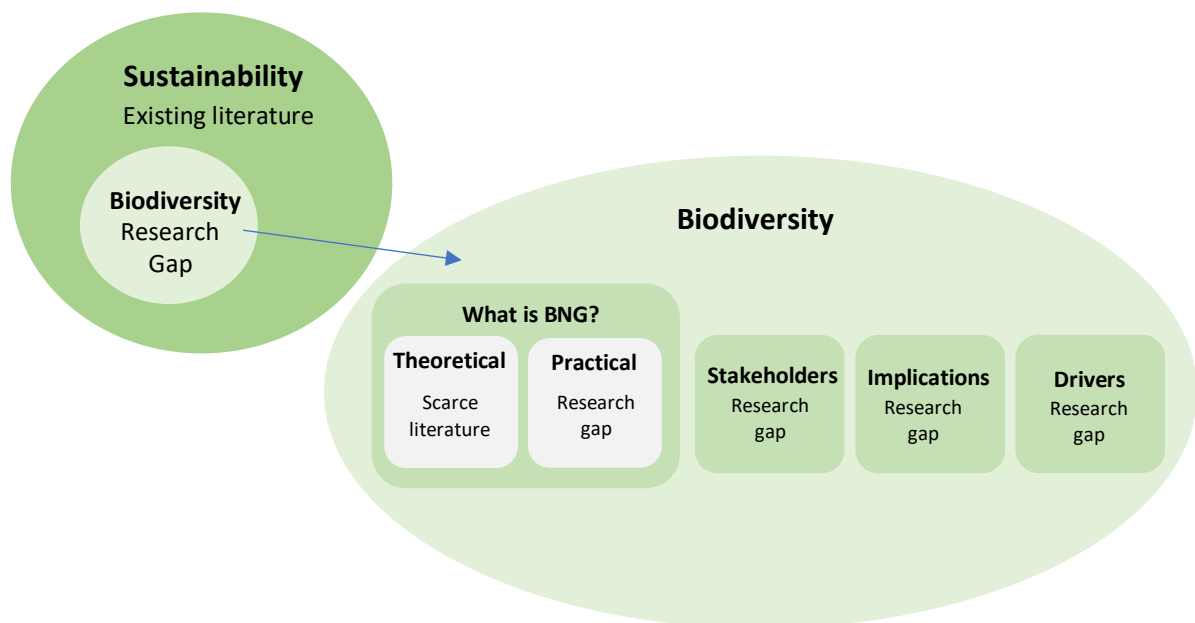 Sustainability
Existing literature
Biodiversity
Research
Gap
Biodiversity
What is BNG?
Theoretical
Scarce
literature
Practical
Research
gap
Stakeholders
Research
gap
Implications
Research
gap
Drivers
Research
gap